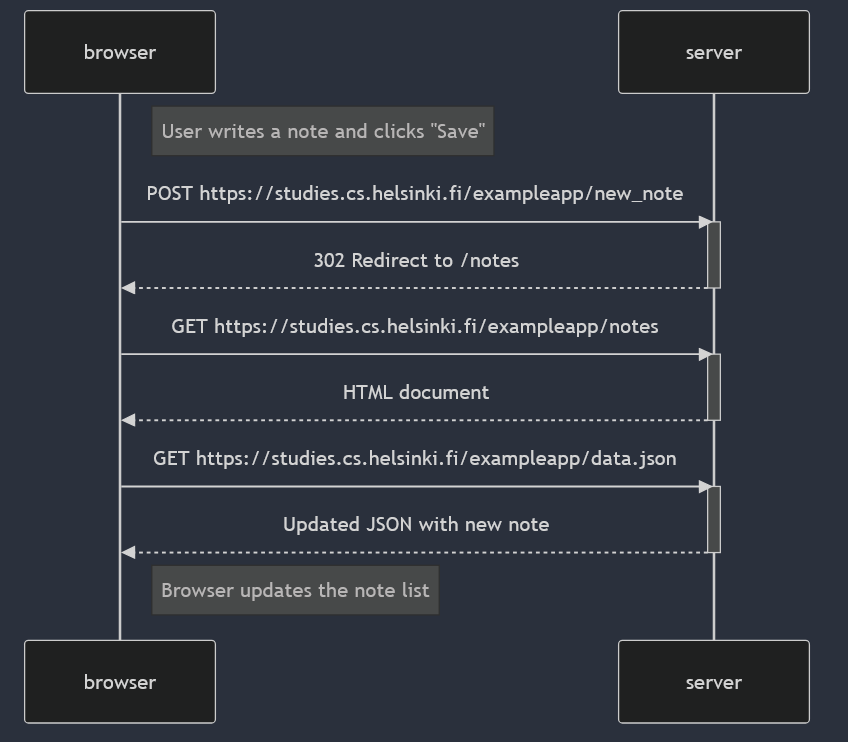 browser
server
User writes a note and clicks "Save"
POST https://studies.cs.helsinki.fi/exampleapp/new_note
302 Redirect to /notes
GET https://studies.cs.helsinki.fi/exampleapp/notes
HTML document
GET https://studies.cs.helsinki.fi/exampleapp/data.json
Updated JSON with new note
Browser updates the note list
browser
server